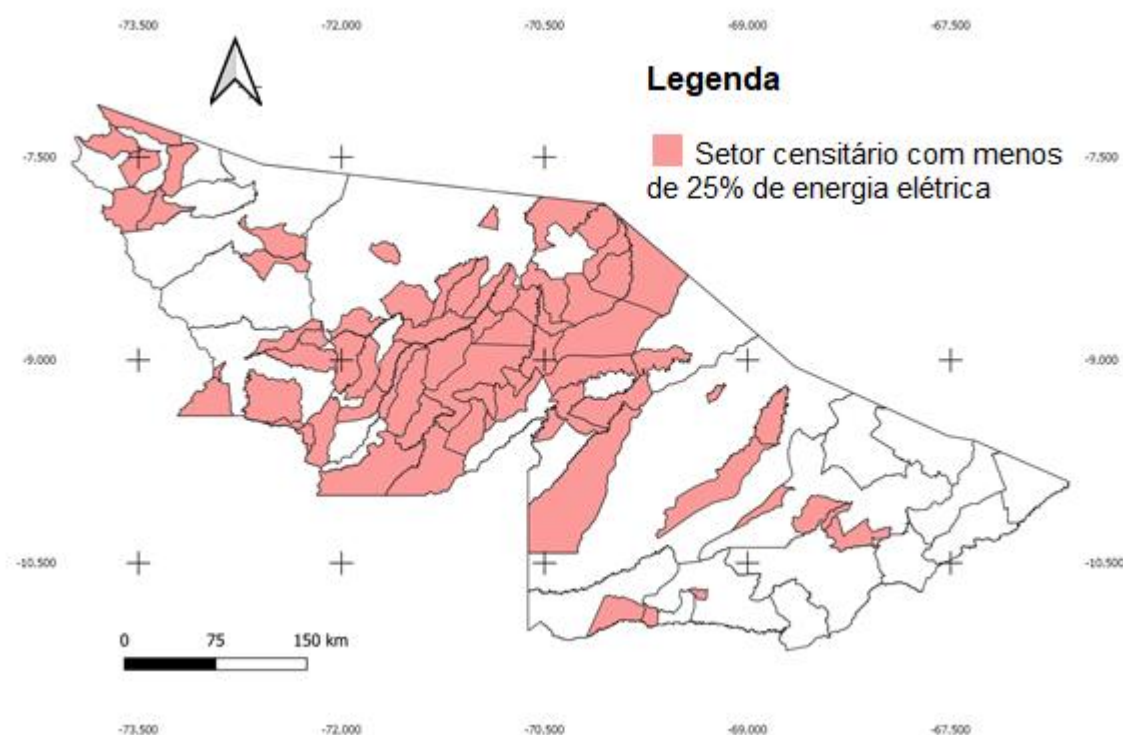 -73.500 -72.000 -70.500 -69.000 -67.500
Legenda
Setor censitário com menos
de 25% de energia elétrica
-7.500 -7.500
-9.000 -9.000
-10.500 -10.500
0 75 150 km
-73.500 -72.000 -70.500 -69.000 -67.500